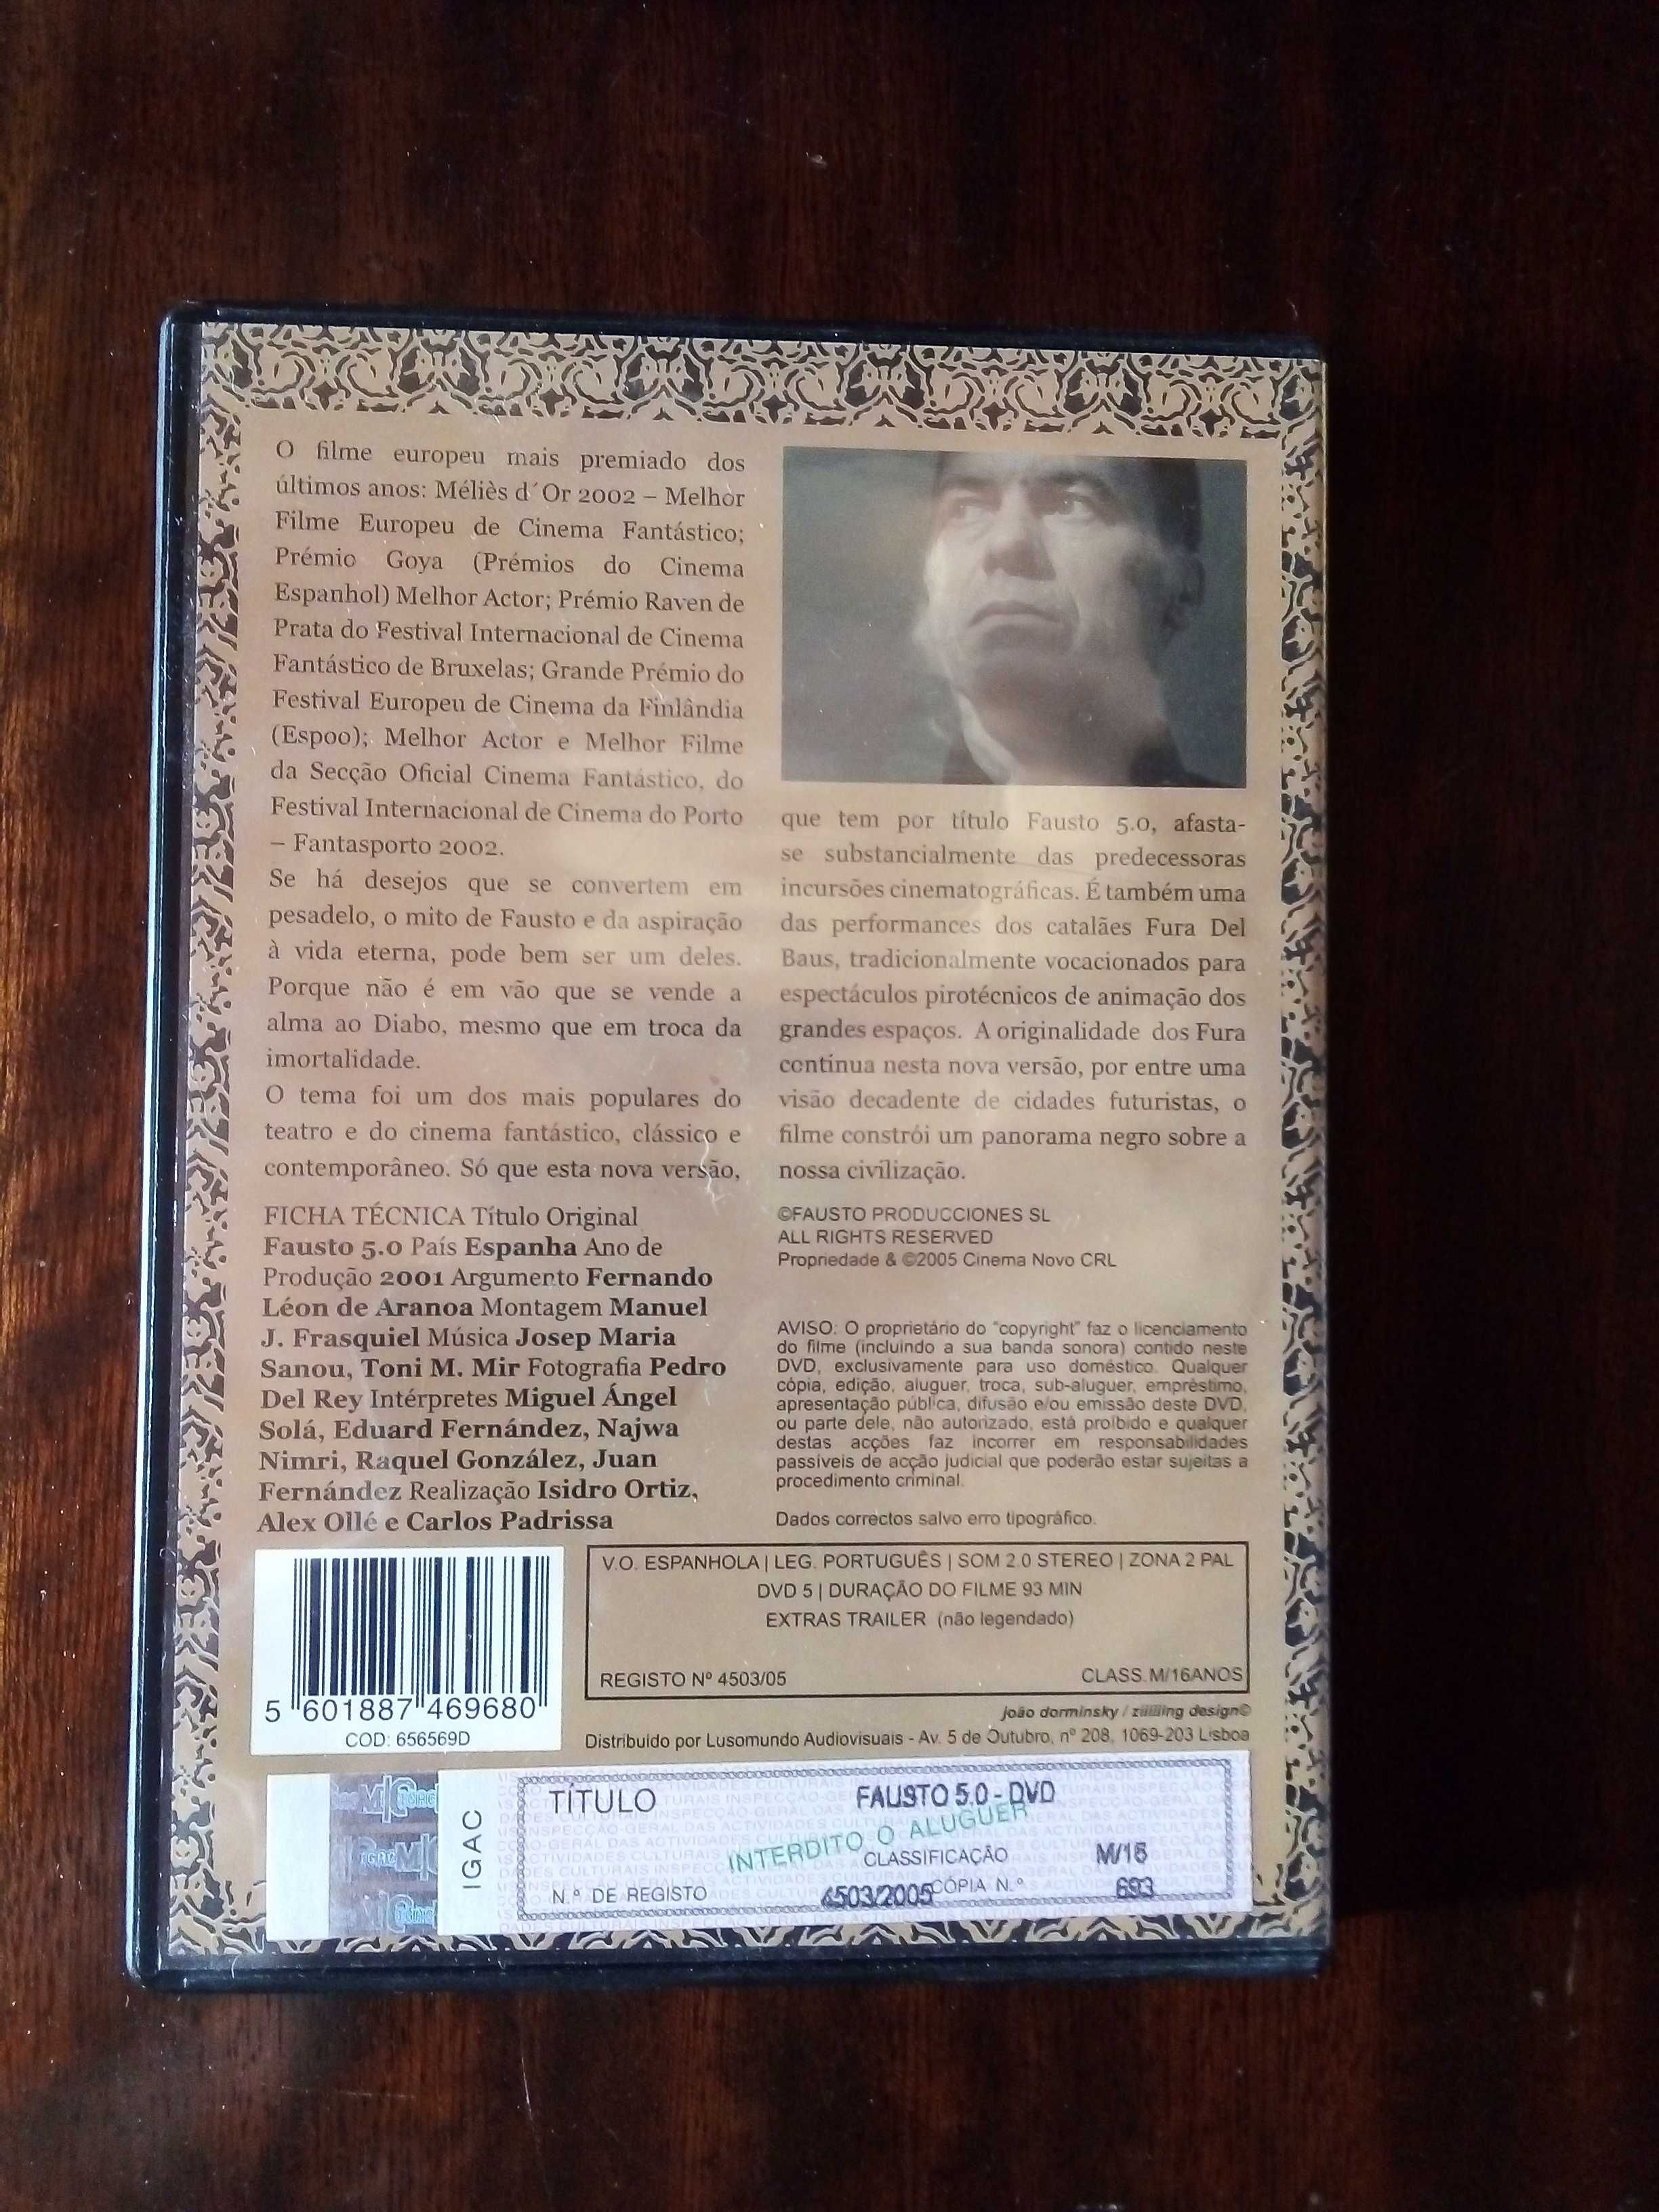 O filme europeu mais premiado dos
últimos anos: Méliès d´Or 2002 – Melhor
Filme Europeu de Cinema Fantástico;
Prémio Goya (Prémios do Cinema
Espanhol) Melhor Actor; Prémio Raven de
Prata do Festival Internacional de Cinema
Fantástico de Bruxelas; Grande Prémio do
Festival Europeu de Cinema da Finlândia
(Espoo); Melhor Actor e Melhor Filme
da Secção Oficial Cinema Fantástico, do
Festival Internacional de Cinema do Porto
– Fantasporto 2002.
Se há desejos que se convertem em
pesadelo, o mito de Fausto e da aspiração
à vida eterna, pode bem ser um deles.
Porque não é em vão que se vende a
alma ao Diabo, mesmo que em troca da
imortalidade.
O tema foi um dos mais populares do
teatro e do cinema fantástico, clássico e
contemporâneo. Só que esta nova versão,
que tem por título Fausto 5.0, afasta-
se substancialmente das predecessoras
incursões cinematográficas. É também uma
das performances dos catalães Fura Del
Baus, tradicionalmente vocacionados para
espectáculos pirotécnicos de animação dos
grandes espaços. A originalidade dos Fura
continua nesta nova versão, por entre uma
visão decadente de cidades futuristas, o
filme constrói um panorama negro sobre a
nossa civilização.
FICHA TÉCNICA Título Original
Fausto 5.0 País Espanha Ano de
Produção 2001 Argumento Fernando
Léon de Aranoa Montagem Manuel
J. Frasquiel Música Josep Maria
Sanou, Toni M. Mir Fotografia Pedro
Del Rey Intérpretes Miguel Ángel
Solá, Eduard Fernández, Najwa
Nimri, Raquel González, Juan
Fernández Realização Isidro Ortiz,
Alex Ollé e Carlos Padrissa
©FAUSTO PRODUCCIONES SL
ALL RIGHTS RESERVED
Propriedade & ©2005 Cinema Novo CRL
AVISO: O proprietário do "copyright" faz o licenciamento
do filme (incluindo a sua banda sonora) contido neste
DVD, exclusivamente para uso doméstico. Qualquer
cópia, edição, aluguer, troca, sub-aluguer, empréstimo,
apresentação pública, difusão e/ou emissão deste DVD,
ou parte dele, não autorizado, está proíbido e qualquer
destas acções faz incorrer em responsabilidades
passíveis de acção judicial que poderão estar sujeitas a
procedimento criminal.
Dados correctos salvo erro tipográfico.
V.O. ESPANHOLA | LEG. PORTUGUÊS | SOM 2.0 STEREO | ZONA 2 PAL
DVD 5 | DURAÇÃO DO FILME 93 MIN
EXTRAS TRAILER (não legendado)
REGISTO Nº 4503/05 CLASS. M/16ANOS
5 601887 469680
COD: 656569D
joão dorminsky / design©
Distribuído por Lusomundo Audiovisuais - Av. 5 de Outubro, nº 208, 1069-203 Lisboa
IGAC
TÍTULO FAUSTO 5.0 - DVD
INTERDITO O ALUGUER
CLASSIFICAÇÃO M/16
N.º DE REGISTO 4503/2005 CÓPIA N.º 693